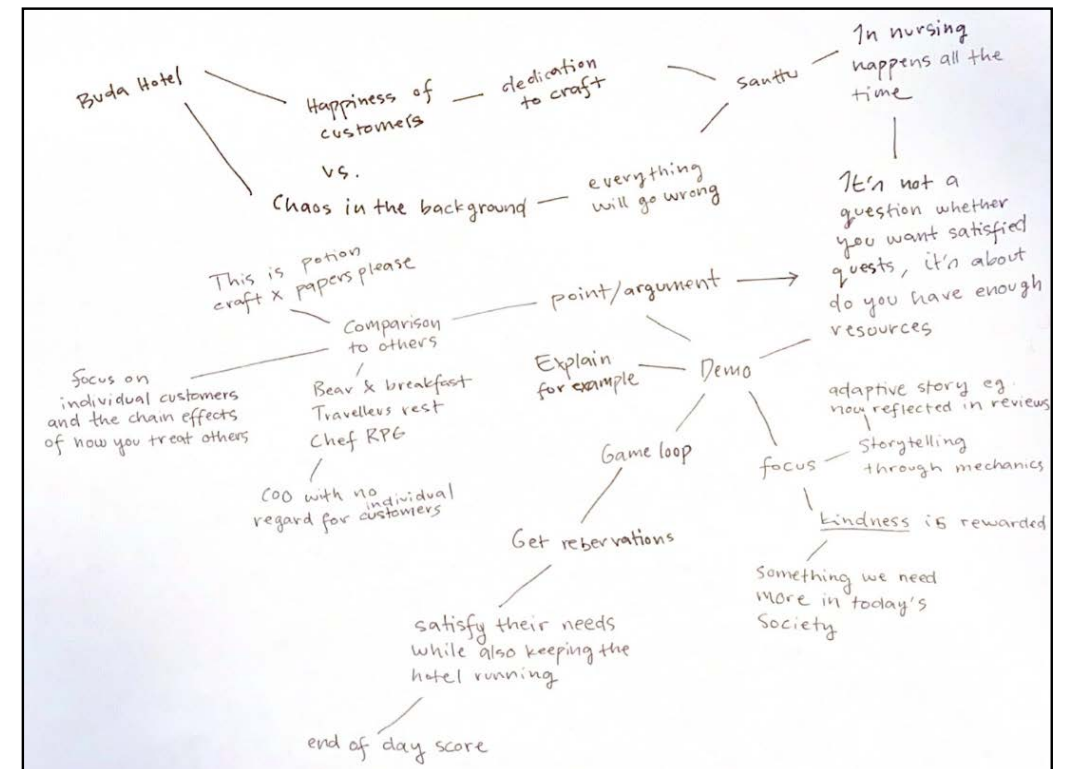 Buda Hotel
Happiness of
customers
dedication
to craft
Santtu
In nursing
happens all the
time
vs.
Chaos in the background
everything
will go wrong
It's not a
question whether
you want satisfied
guests, it's about
do you have enough
resources
This is potion
craft x papers please
Comparison
to others
point/argument
focus on
individual customers
and the chain effects
of how you treat others
Bear & breakfast
Travellers rest
Chef RPG
COO with no
individual
regard for customers
Explain
for example
Demo
Game loop
Get rebervations
satisfy their needs
while also keeping the
hotel running
end of day score
focus
adaptive story eg.
how reflected in reviews
Storytelling
through mechanics
kindness is rewarded
Something we need
more in today's
Society